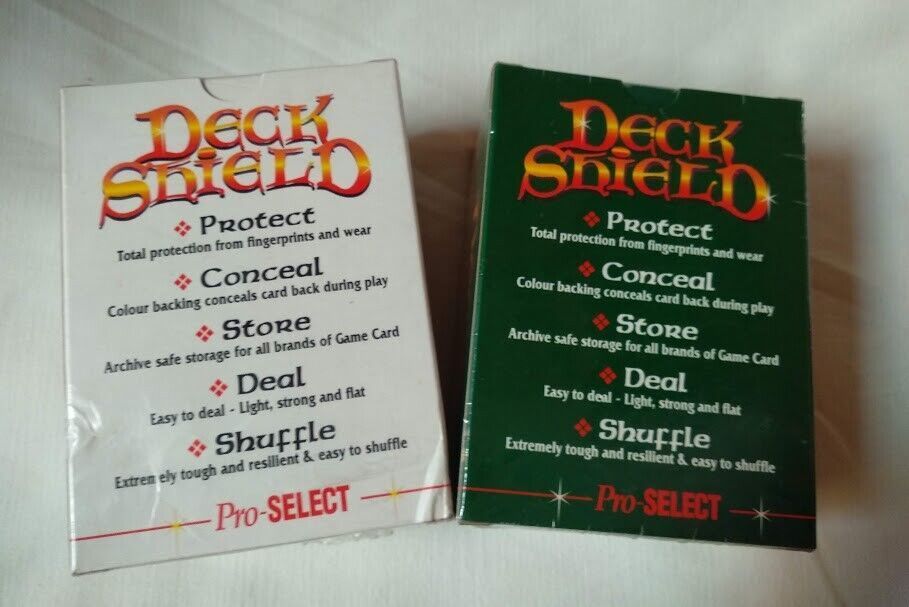 Deck
Shield
Protect
Total protection from fingerprints and wear
Conceal
Colour backing conceals card back during play
Store
Archive safe storage for all brands of Game Card
Deal
Easy to deal - Light, strong and flat
Shuffle
Extremely tough and resilient & easy to shuffle
Pro-SELECT
Deck
Shield
Protect
Total protection from fingerprints and wear
Conceal
Colour backing conceals card back during play
Store
Archive safe storage for all brands of Game Card
Deal
Easy to deal - Light, strong and flat
Shuffle
Extremely tough and resilient & easy to shuffle
Pro-SELECT